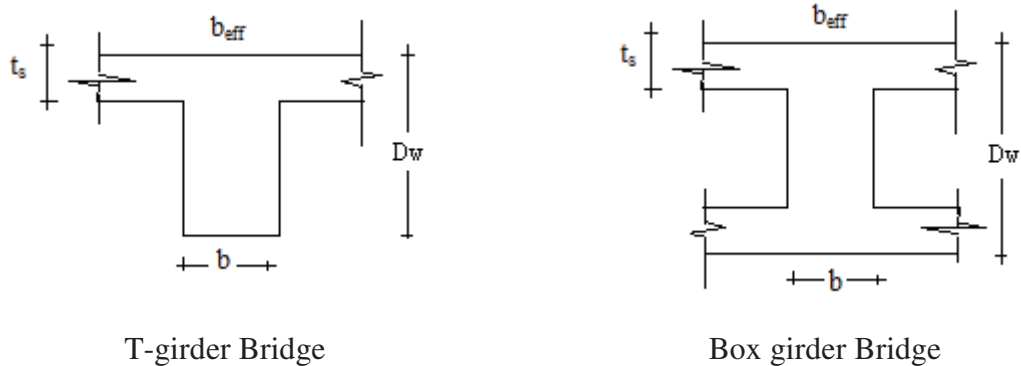 b_eff
t_s
Dw
b
T-girder Bridge
b_eff
t_s
Dw
b
Box girder Bridge